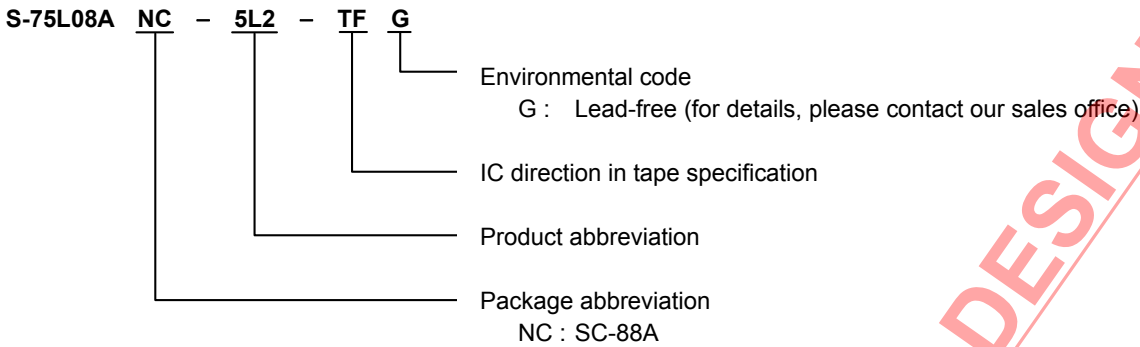 S-75L08A NC – 5L2 – TF G
Environmental code
G : Lead-free (for details, please contact our sales office)
IC direction in tape specification
Product abbreviation
Package abbreviation
NC : SC-88A
DESIGN